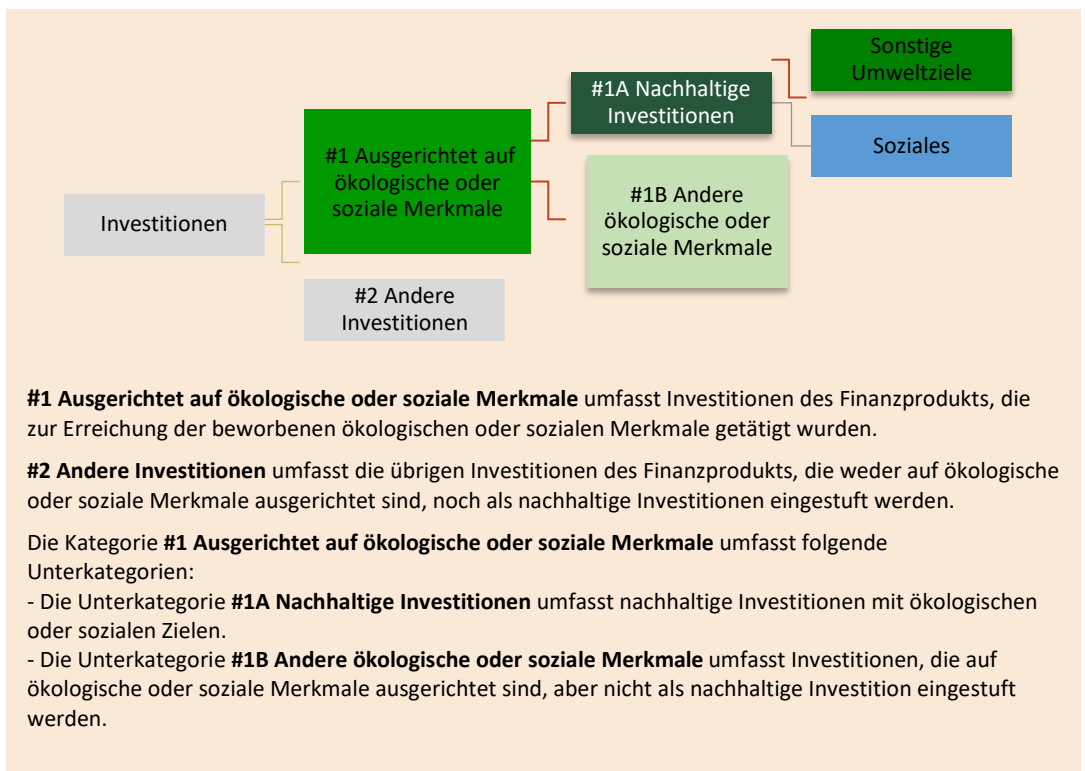 Sonstige
Umweltziele
#1A Nachhaltige
Investitionen
Soziales
#1 Ausgerichtet auf
ökologische oder
soziale Merkmale
#1B Andere
ökologische oder
soziale Merkmale
Investitionen
#2 Andere
Investitionen
#1 Ausgerichtet auf ökologische oder soziale Merkmale umfasst Investitionen des Finanzprodukts, die
zur Erreichung der beworbenen ökologischen oder sozialen Merkmale getätigt wurden.
#2 Andere Investitionen umfasst die übrigen Investitionen des Finanzprodukts, die weder auf ökologische
oder soziale Merkmale ausgerichtet sind, noch als nachhaltige Investitionen eingestuft werden.
Die Kategorie #1 Ausgerichtet auf ökologische oder soziale Merkmale umfasst folgende
Unterkategorien:
- Die Unterkategorie #1A Nachhaltige Investitionen umfasst nachhaltige Investitionen mit ökologischen
oder sozialen Zielen.
- Die Unterkategorie #1B Andere ökologische oder soziale Merkmale umfasst Investitionen, die auf
ökologische oder soziale Merkmale ausgerichtet sind, aber nicht als nachhaltige Investition eingestuft
werden.